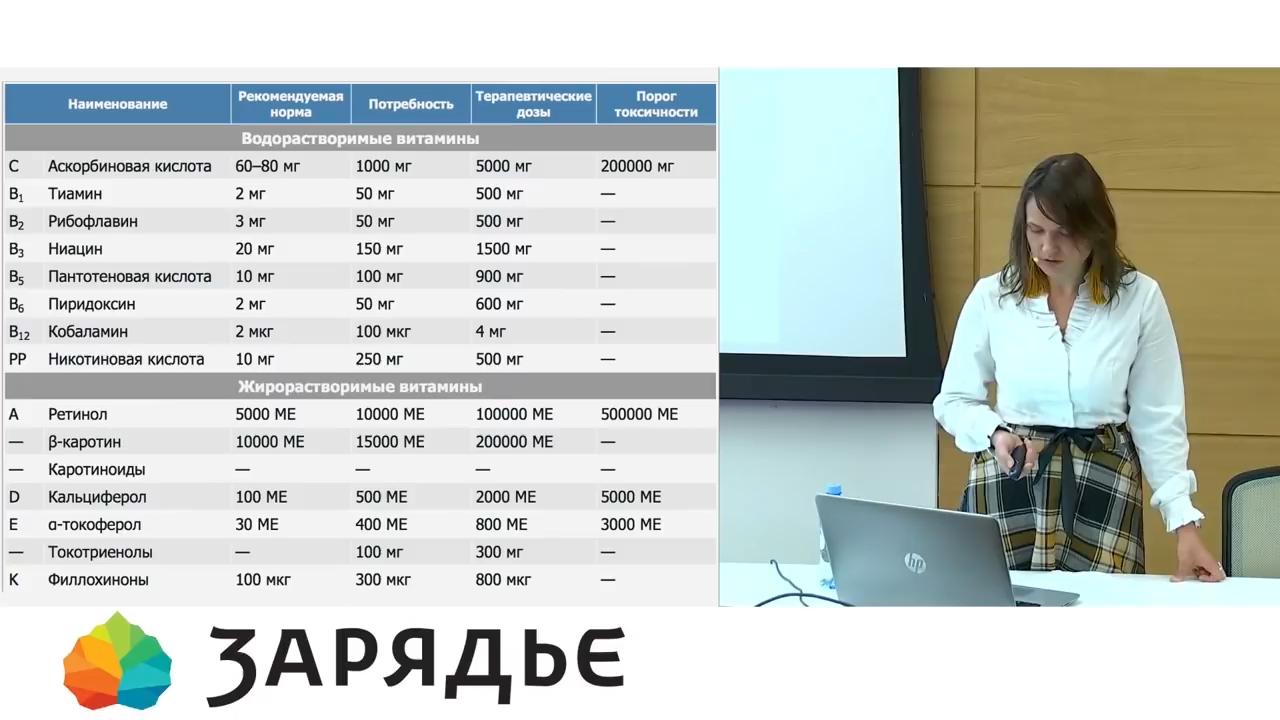 Наименование Рекомендуемая норма Потребность Терапевтические дозы Порог токсичности
Водорастворимые витамины
C Аскорбиновая кислота 60–80 мг 1000 мг 5000 мг 200000 мг
B1 Тиамин 2 мг 50 мг 500 мг —
B2 Рибофлавин 3 мг 50 мг 500 мг —
B3 Ниацин 20 мг 150 мг 1500 мг —
B5 Пантотеновая кислота 10 мг 100 мг 900 мг —
B6 Пиридоксин 2 мг 50 мг 600 мг —
B12 Кобаламин 2 мкг 100 мкг 4 мг —
PP Никотиновая кислота 10 мг 250 мг 500 мг —
Жирорастворимые витамины
A Ретинол 5000 МЕ 10000 МЕ 100000 МЕ 500000 МЕ
— β-каротин 10000 МЕ 15000 МЕ 200000 МЕ —
— Каротиноиды — — — —
D Кальциферол 100 МЕ 500 МЕ 2000 МЕ 5000 МЕ
E α-токоферол 30 МЕ 400 МЕ 800 МЕ 3000 МЕ
— Токотриенолы — 100 мг 300 мг —
K Филлохиноны 100 мкг 300 мкг 800 мкг —
hp
ЗАРЯДЬЕ